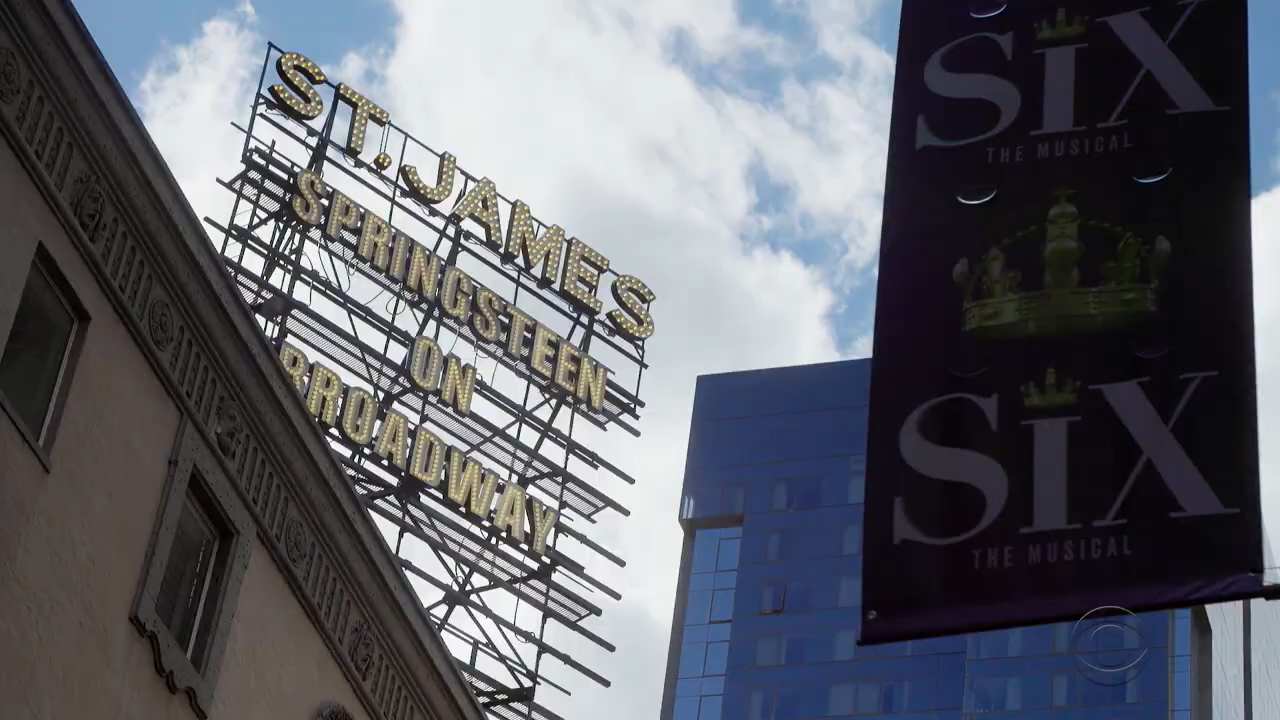 ST. JAMES
SPRINGSTEEN
ON
BROADWAY
SIX
THE MUSICAL
SIX
THE MUSICAL